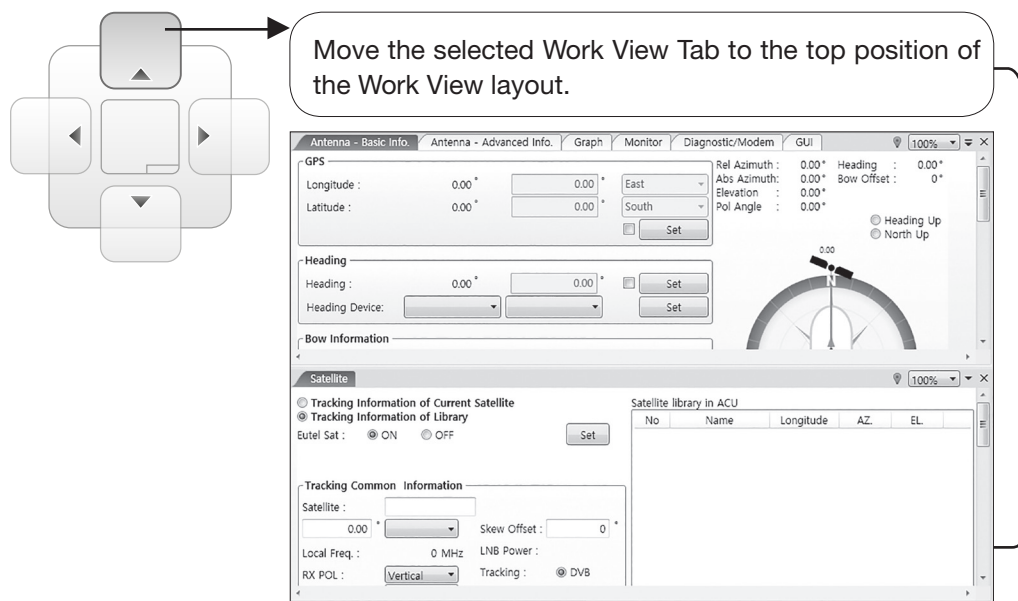 Move the selected Work View Tab to the top position of
the Work View layout.
Antenna - Basic Info. Antenna - Advanced Info. Graph Monitor Diagnostic/Modem GUI 100%
GPS
Longitude : 0.00 ° 0.00 ° East
Latitude : 0.00 ° 0.00 ° South
Set
Rel Azimuth : 0.00 ° Heading : 0.00 °
Abs Azimuth: 0.00 ° Bow Offset : 0 °
Elevation : 0.00 °
Pol Angle : 0.00 °
Heading Up
North Up
0.00
N
Heading
Heading : 0.00 ° 0.00 ° Set
Heading Device: Set
Bow Information
Satellite 100%
Tracking Information of Current Satellite
Tracking Information of Library
Eutel Sat : ON OFF Set
Satellite library in ACU
No Name Longitude AZ. EL.
Tracking Common Information
Satellite :
0.00 ° Skew Offset : 0 °
Local Freq. : 0 MHz LNB Power :
RX POL : Vertical Tracking : DVB